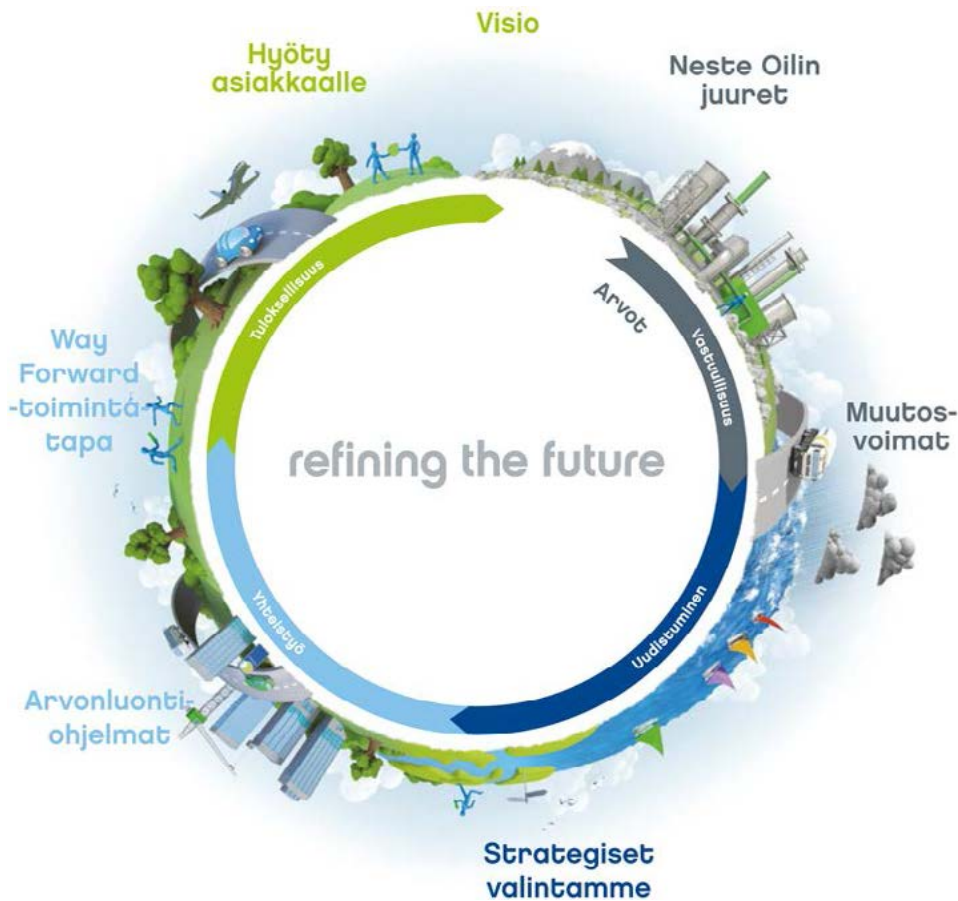 Visio
Hyöty
asiakkaalle
Neste Oilin
juuret
Tuloksellisuus
Arvot
Vastuullisuus
Way
Forward
-toiminta-
tapa
Muutos-
voimat
refining the future
Yhteistyö
Uudistuminen
Arvonluonti-
ohjelmat
Strategiset
valintamme